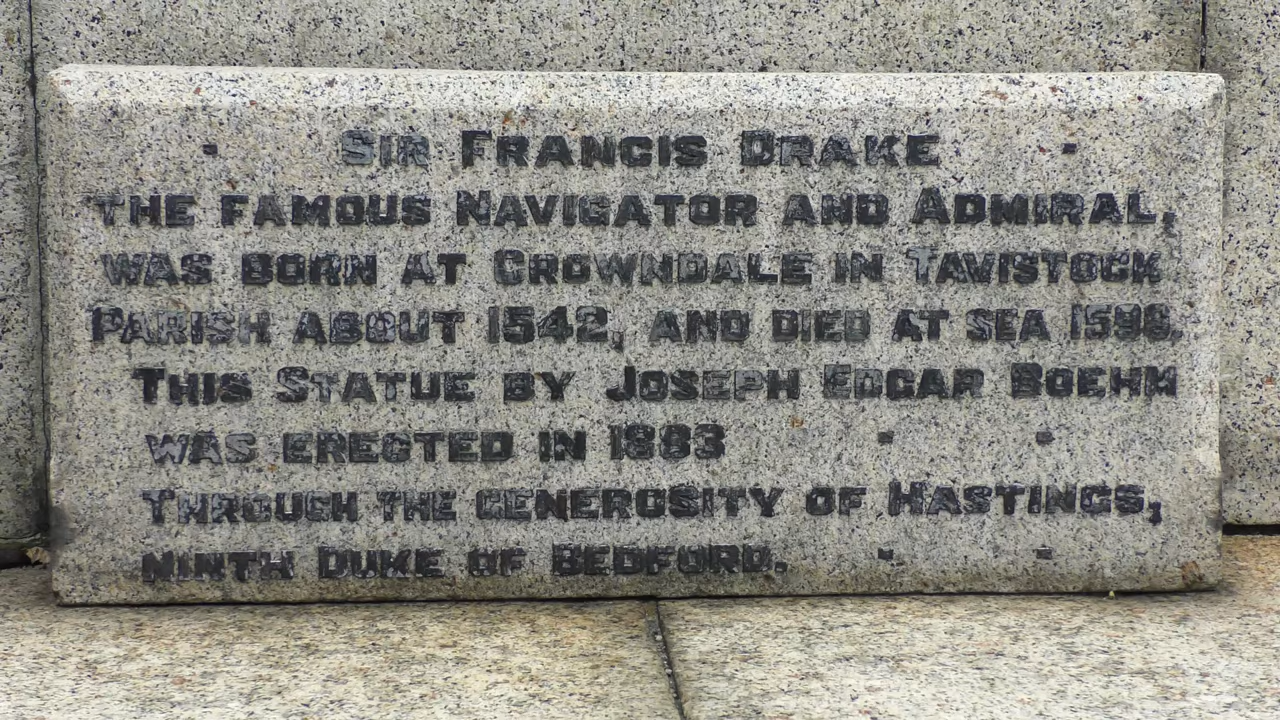 Sir Francis Drake
The famous Navigator and Admiral,
was born at Crowndale in Tavistock
Parish about 1542, and died at sea 1596.
This Statue by Joseph Edgar Boehm
was erected in 1883
Through the generosity of Hastings,
Ninth Duke of Bedford.